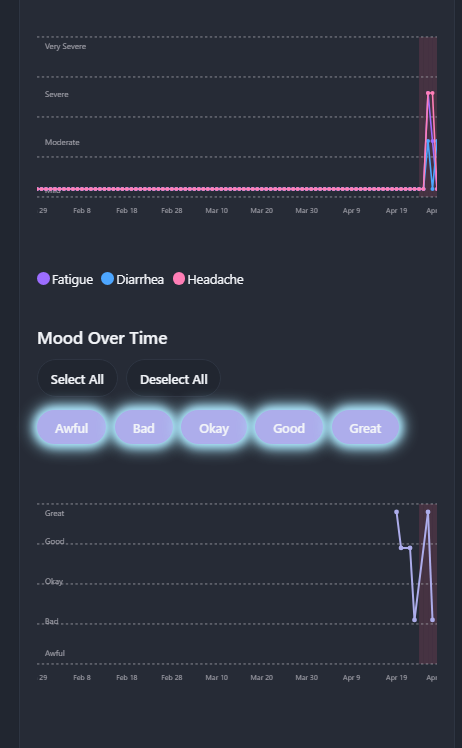 Very Severe
Severe
Moderate
Mild
29 Feb 8 Feb 18 Feb 28 Mar 10 Mar 20 Mar 30 Apr 9 Apr 19 Apr
Fatigue Diarrhea Headache
Mood Over Time
Select All Deselect All
Awful Bad Okay Good Great
Great
Good
Okay
Bad
Awful
29 Feb 8 Feb 18 Feb 28 Mar 10 Mar 20 Mar 30 Apr 9 Apr 19 Apr